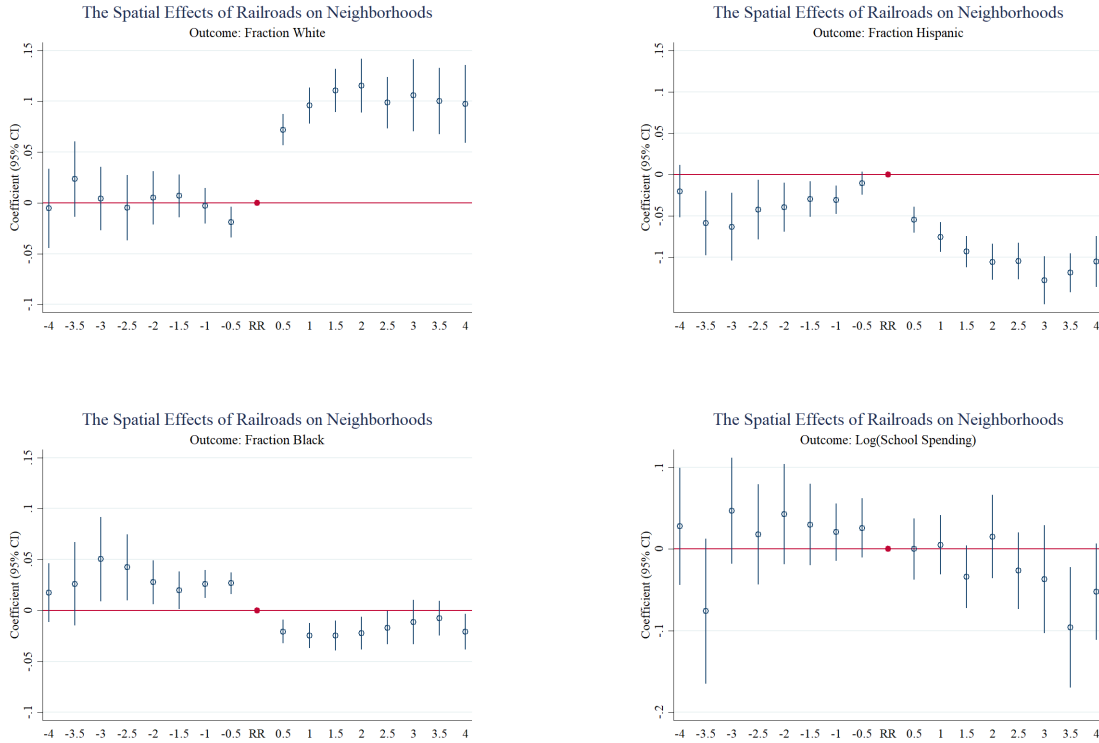 The Spatial Effects of Railroads on Neighborhoods
Outcome: Fraction White
Coefficient (95% CI)
.15
.1
.05
0
-.05
-.1
-4 -3.5 -3 -2.5 -2 -1.5 -1 -0.5 RR 0.5 1 1.5 2 2.5 3 3.5 4
The Spatial Effects of Railroads on Neighborhoods
Outcome: Fraction Hispanic
Coefficient (95% CI)
.15
.1
.05
0
-.05
-.1
-4 -3.5 -3 -2.5 -2 -1.5 -1 -0.5 RR 0.5 1 1.5 2 2.5 3 3.5 4
The Spatial Effects of Railroads on Neighborhoods
Outcome: Fraction Black
Coefficient (95% CI)
.15
.1
.05
0
-.05
-.1
-4 -3.5 -3 -2.5 -2 -1.5 -1 -0.5 RR 0.5 1 1.5 2 2.5 3 3.5 4
The Spatial Effects of Railroads on Neighborhoods
Outcome: Log(School Spending)
Coefficient (95% CI)
.1
0
-.1
-.2
-4 -3.5 -3 -2.5 -2 -1.5 -1 -0.5 RR 0.5 1 1.5 2 2.5 3 3.5 4